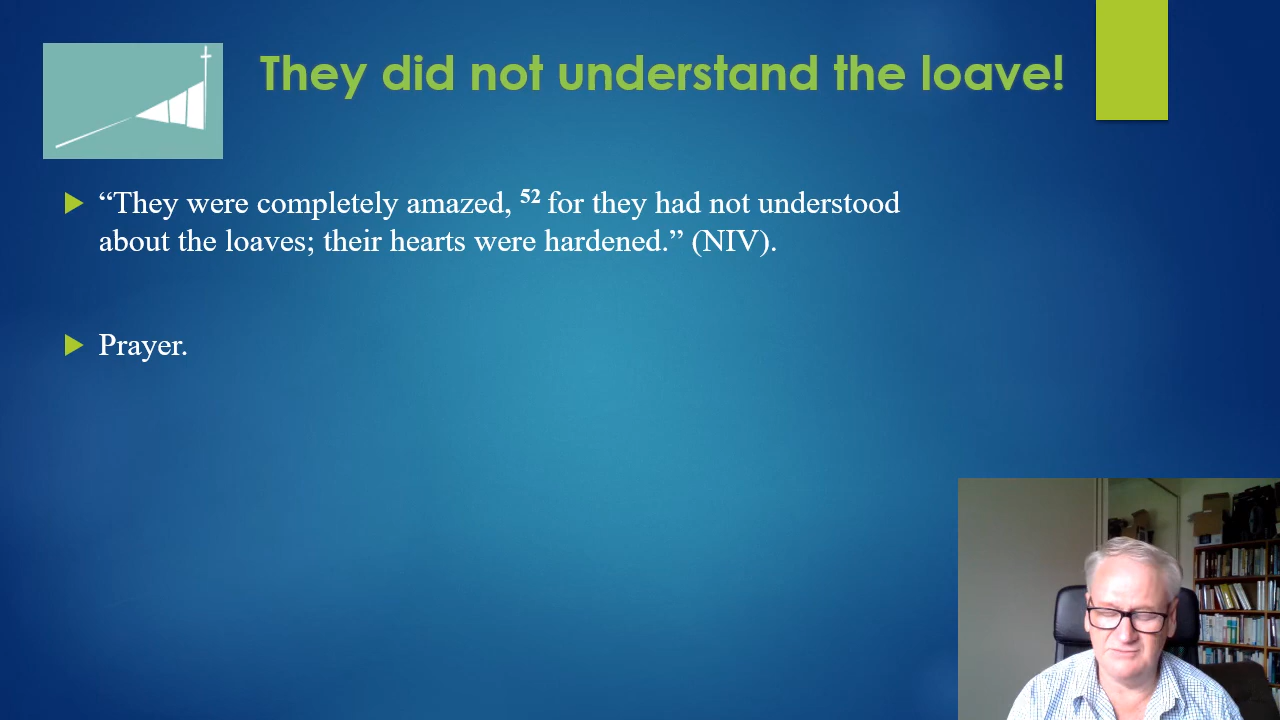 They did not understand the loave!
“They were completely amazed, 52 for they had not understood
about the loaves; their hearts were hardened.” (NIV).
Prayer.